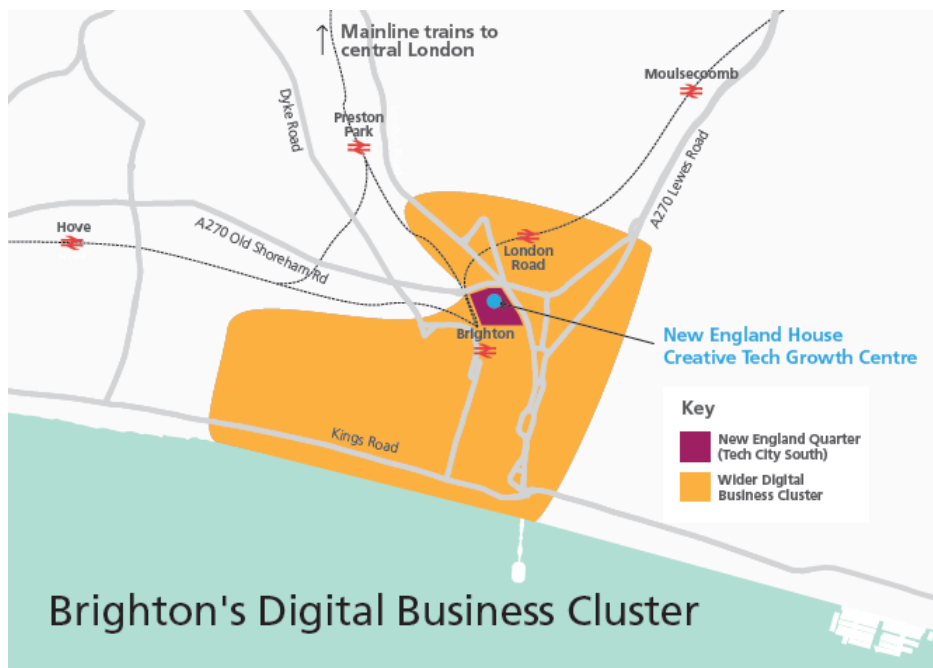 ↑ Mainline trains to
central London
Moulsecoomb
Dyke Road
Preston
Park
A270 Lewes Road
Hove
A270 Old Shoreham Rd
London
Road
Brighton
New England House
Creative Tech Growth Centre
Key
New England Quarter
(Tech City South)
Wider Digital
Business Cluster
Kings Road
Brighton's Digital Business Cluster